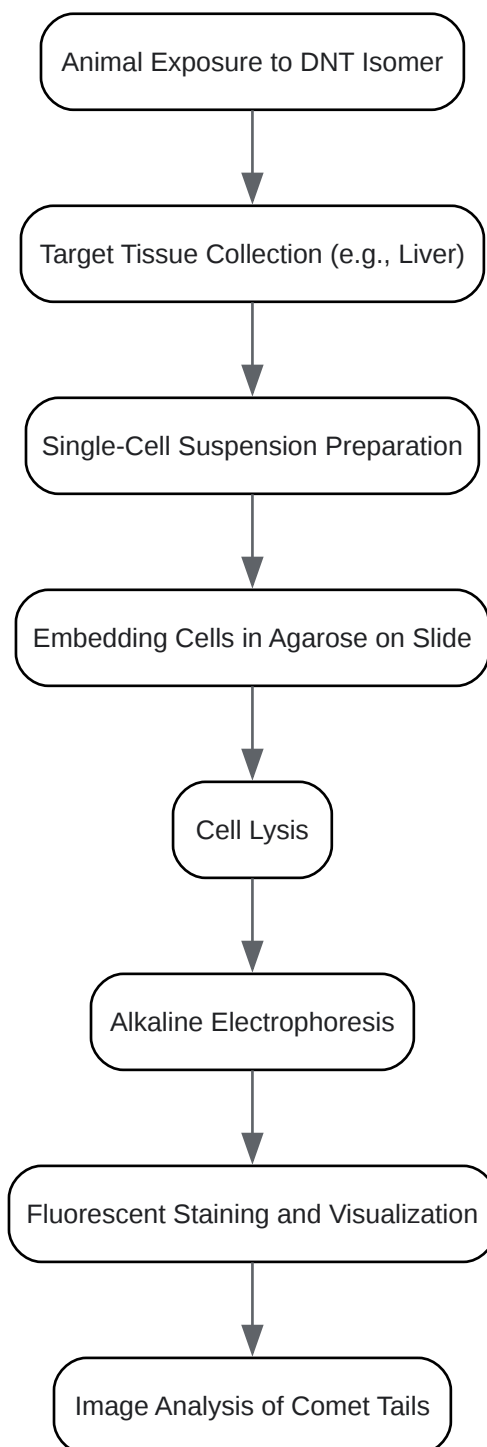 Animal Exposure to DNT Isomer
Target Tissue Collection (e.g., Liver)
Single-Cell Suspension Preparation
Embedding Cells in Agarose on Slide
Cell Lysis
Alkaline Electrophoresis
Fluorescent Staining and Visualization
Image Analysis of Comet Tails